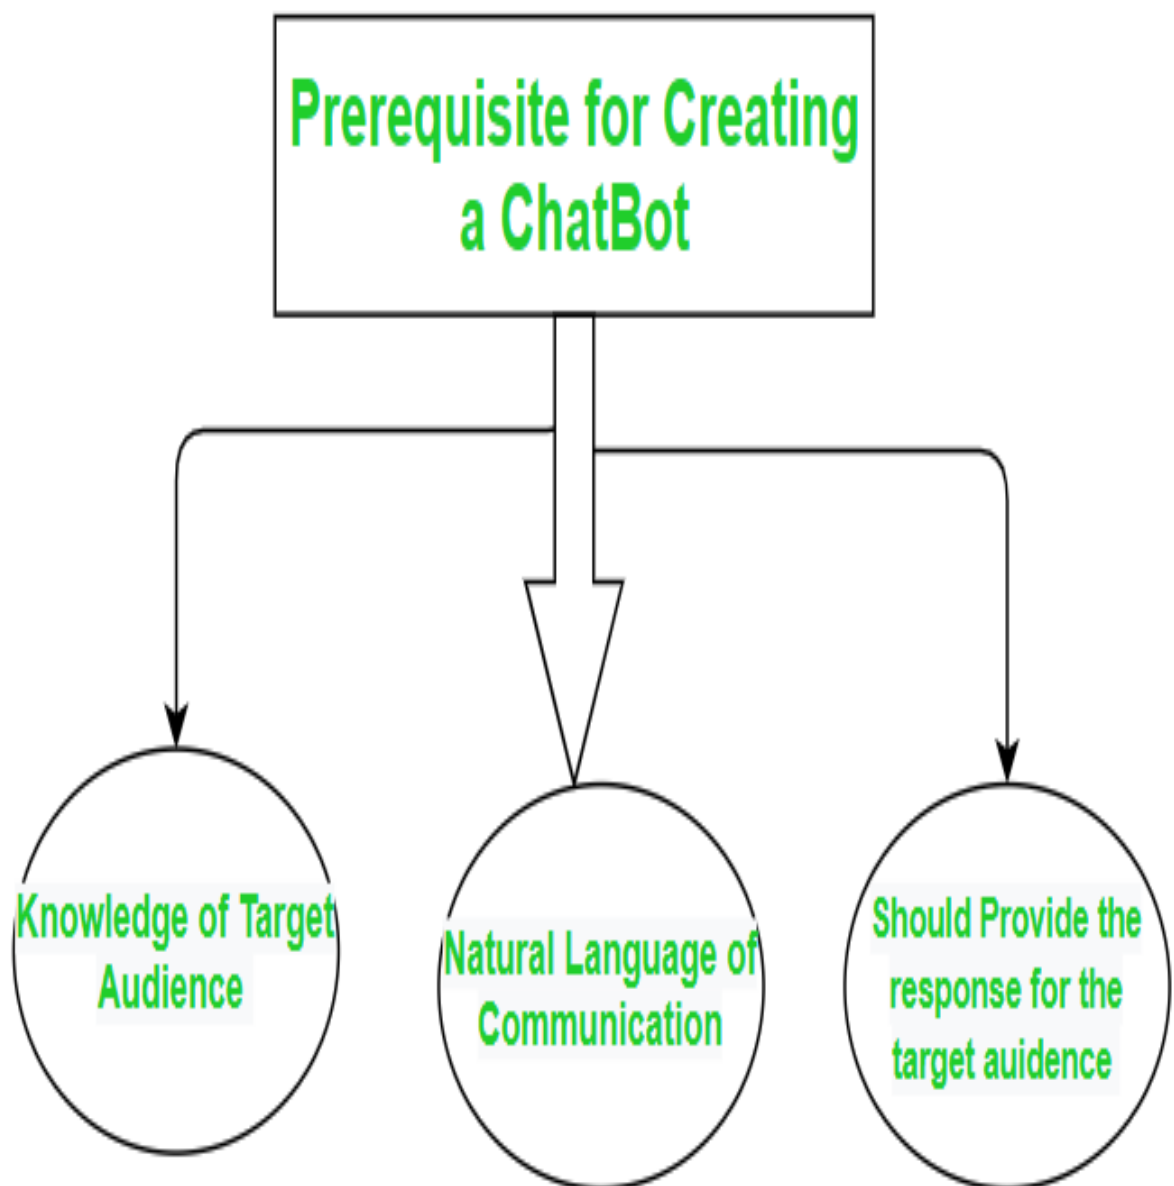 Prerequisite for Creating
a ChatBot
Knowledge of Target
Audience
Natural Language of
Communication
Should Provide the
response for the
target auidence